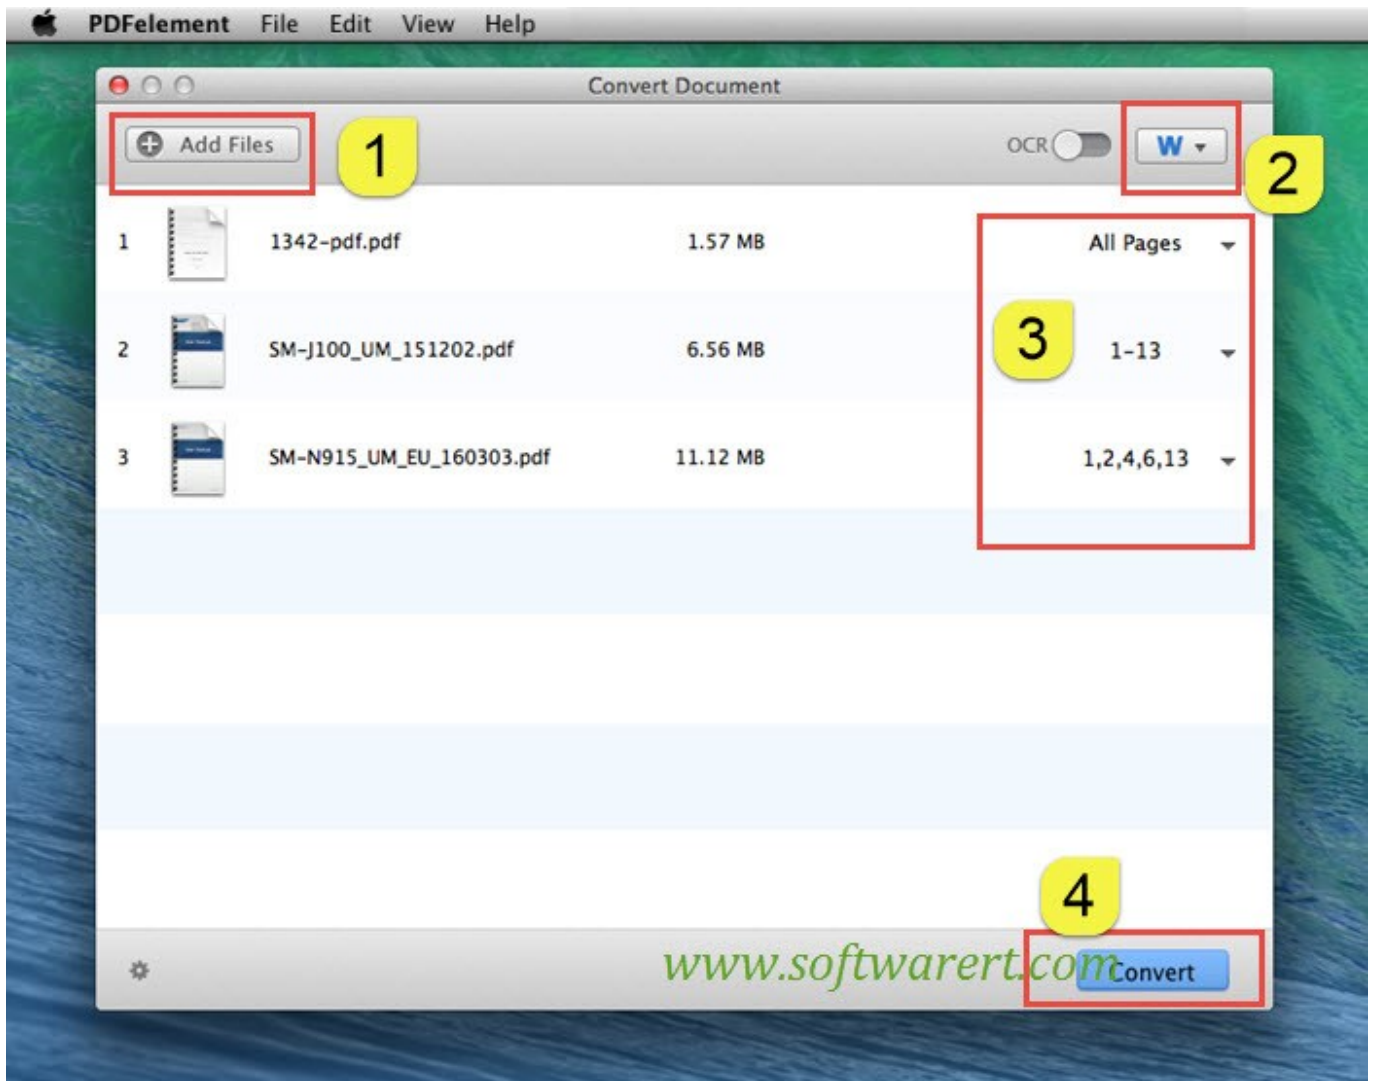 PDFelement File Edit View Help
Convert Document
Add Files 1 OCR W 2
1 1342-pdf.pdf 1.57 MB All Pages
2 SM-J100_UM_151202.pdf 6.56 MB 3 1-13
3 SM-N915_UM_EU_160303.pdf 11.12 MB 1,2,4,6,13
4
www.softwarert.com Convert